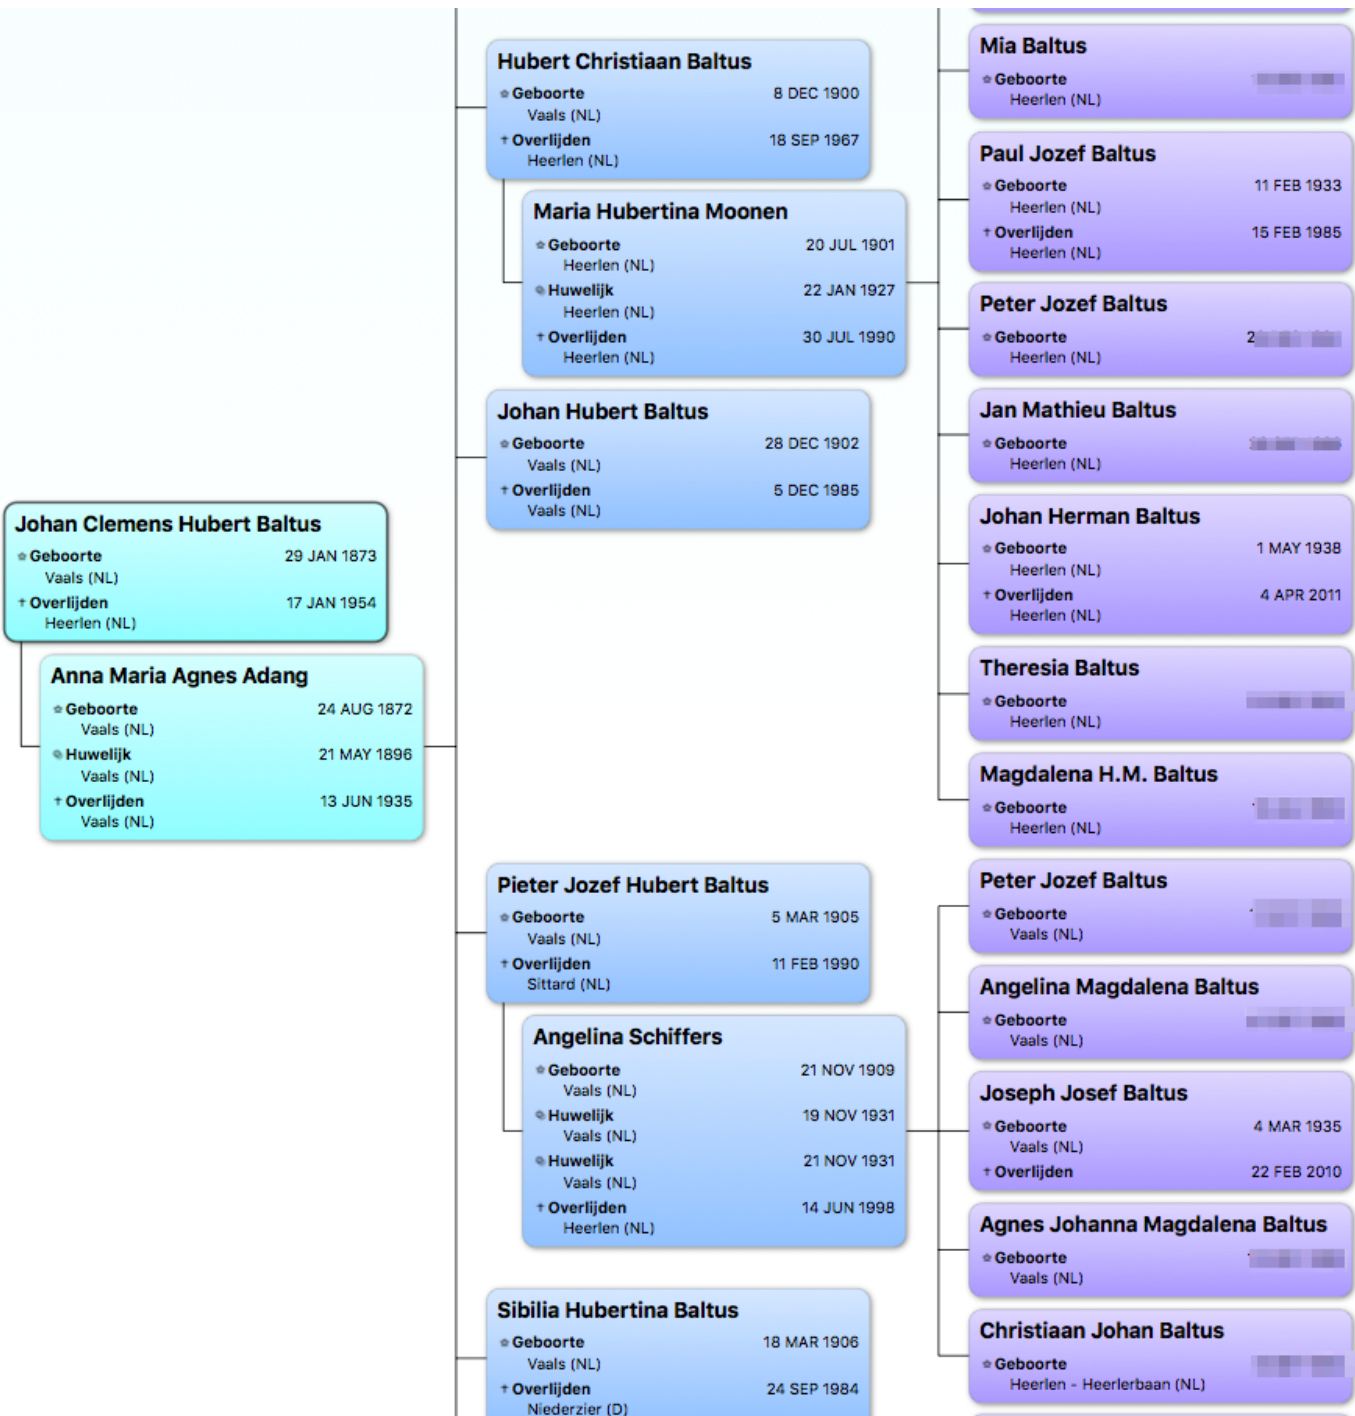 Johan Clemens Hubert Baltus
Geboorte 29 JAN 1873
Vaals (NL)
Overlijden 17 JAN 1954
Heerlen (NL)
Anna Maria Agnes Adang
Geboorte 24 AUG 1872
Vaals (NL)
Huwelijk 21 MAY 1896
Vaals (NL)
Overlijden 13 JUN 1935
Vaals (NL)
Hubert Christiaan Baltus
Geboorte 8 DEC 1900
Vaals (NL)
Overlijden 18 SEP 1967
Heerlen (NL)
Maria Hubertina Moonen
Geboorte 20 JUL 1901
Heerlen (NL)
Huwelijk 22 JAN 1927
Heerlen (NL)
Overlijden 30 JUL 1990
Heerlen (NL)
Johan Hubert Baltus
Geboorte 28 DEC 1902
Vaals (NL)
Overlijden 5 DEC 1985
Vaals (NL)
Pieter Jozef Hubert Baltus
Geboorte 5 MAR 1905
Vaals (NL)
Overlijden 11 FEB 1990
Sittard (NL)
Angelina Schiffers
Geboorte 21 NOV 1909
Vaals (NL)
Huwelijk 19 NOV 1931
Vaals (NL)
Huwelijk 21 NOV 1931
Vaals (NL)
Overlijden 14 JUN 1998
Heerlen (NL)
Sibilia Hubertina Baltus
Geboorte 18 MAR 1906
Vaals (NL)
Overlijden 24 SEP 1984
Niederzier (D)
Mia Baltus
Geboorte
Heerlen (NL)
Paul Jozef Baltus
Geboorte 11 FEB 1933
Heerlen (NL)
Overlijden 15 FEB 1985
Heerlen (NL)
Peter Jozef Baltus
Geboorte
Heerlen (NL)
Jan Mathieu Baltus
Geboorte
Heerlen (NL)
Johan Herman Baltus
Geboorte 1 MAY 1938
Heerlen (NL)
Overlijden 4 APR 2011
Heerlen (NL)
Theresia Baltus
Geboorte
Heerlen (NL)
Magdalena H.M. Baltus
Geboorte
Heerlen (NL)
Peter Jozef Baltus
Geboorte
Vaals (NL)
Angelina Magdalena Baltus
Geboorte
Vaals (NL)
Joseph Josef Baltus
Geboorte 4 MAR 1935
Vaals (NL)
Overlijden 22 FEB 2010
Agnes Johanna Magdalena Baltus
Geboorte
Vaals (NL)
Christiaan Johan Baltus
Geboorte
Heerlen - Heerlerbaan (NL)